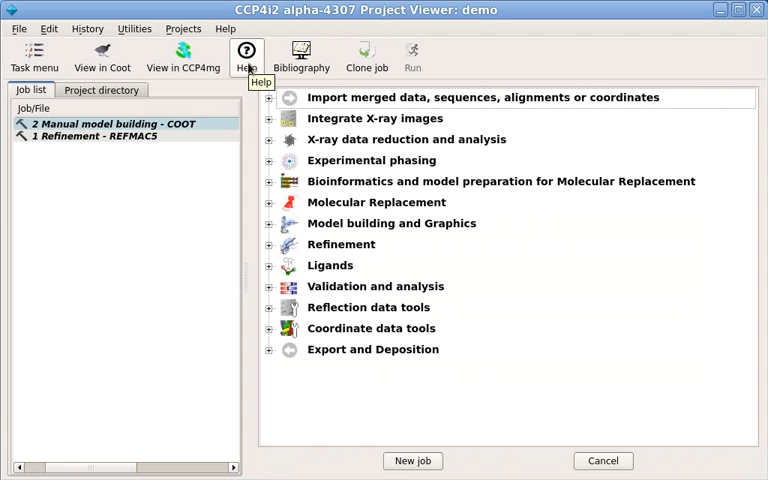 CCP4i2 alpha-4307 Project Viewer: demo
File Edit History Utilities Projects Help
Task menu View in Coot View in CCP4mg Help Bibliography Clone job Run
Help
Job list Project directory
Job/File
2 Manual model building - COOT
1 Refinement - REFMAC5
Import merged data, sequences, alignments or coordinates
Integrate X-ray images
X-ray data reduction and analysis
Experimental phasing
Bioinformatics and model preparation for Molecular Replacement
Molecular Replacement
Model building and Graphics
Refinement
Ligands
Validation and analysis
Reflection data tools
Coordinate data tools
Export and Deposition
New job Cancel